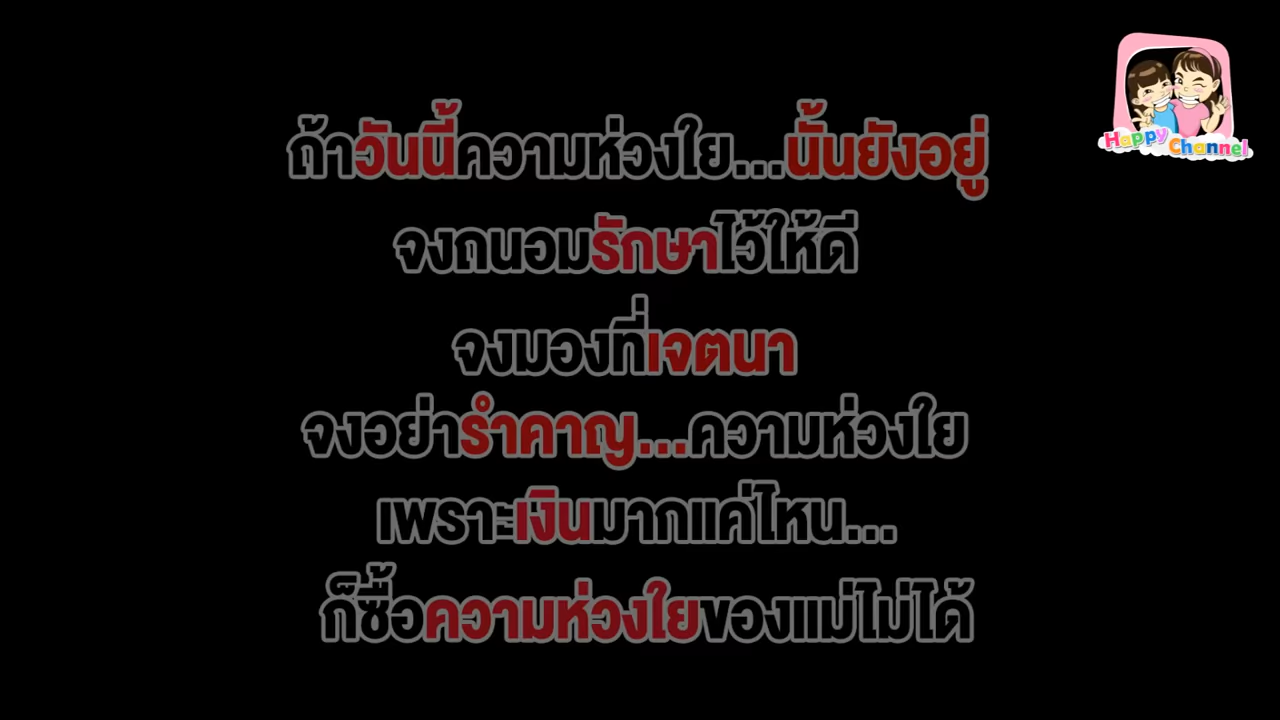 Happy Channel
ถ้าวันนี้ความห่วงใย...นั้นยังอยู่
จงถนอมรักษาไว้ให้ดี
จงมองที่เจตนา
จงอย่ารำคาญ...ความห่วงใย
เพราะเงินมากแค่ไหน...
ก็ซื้อความห่วงใยของแม่ไม่ได้